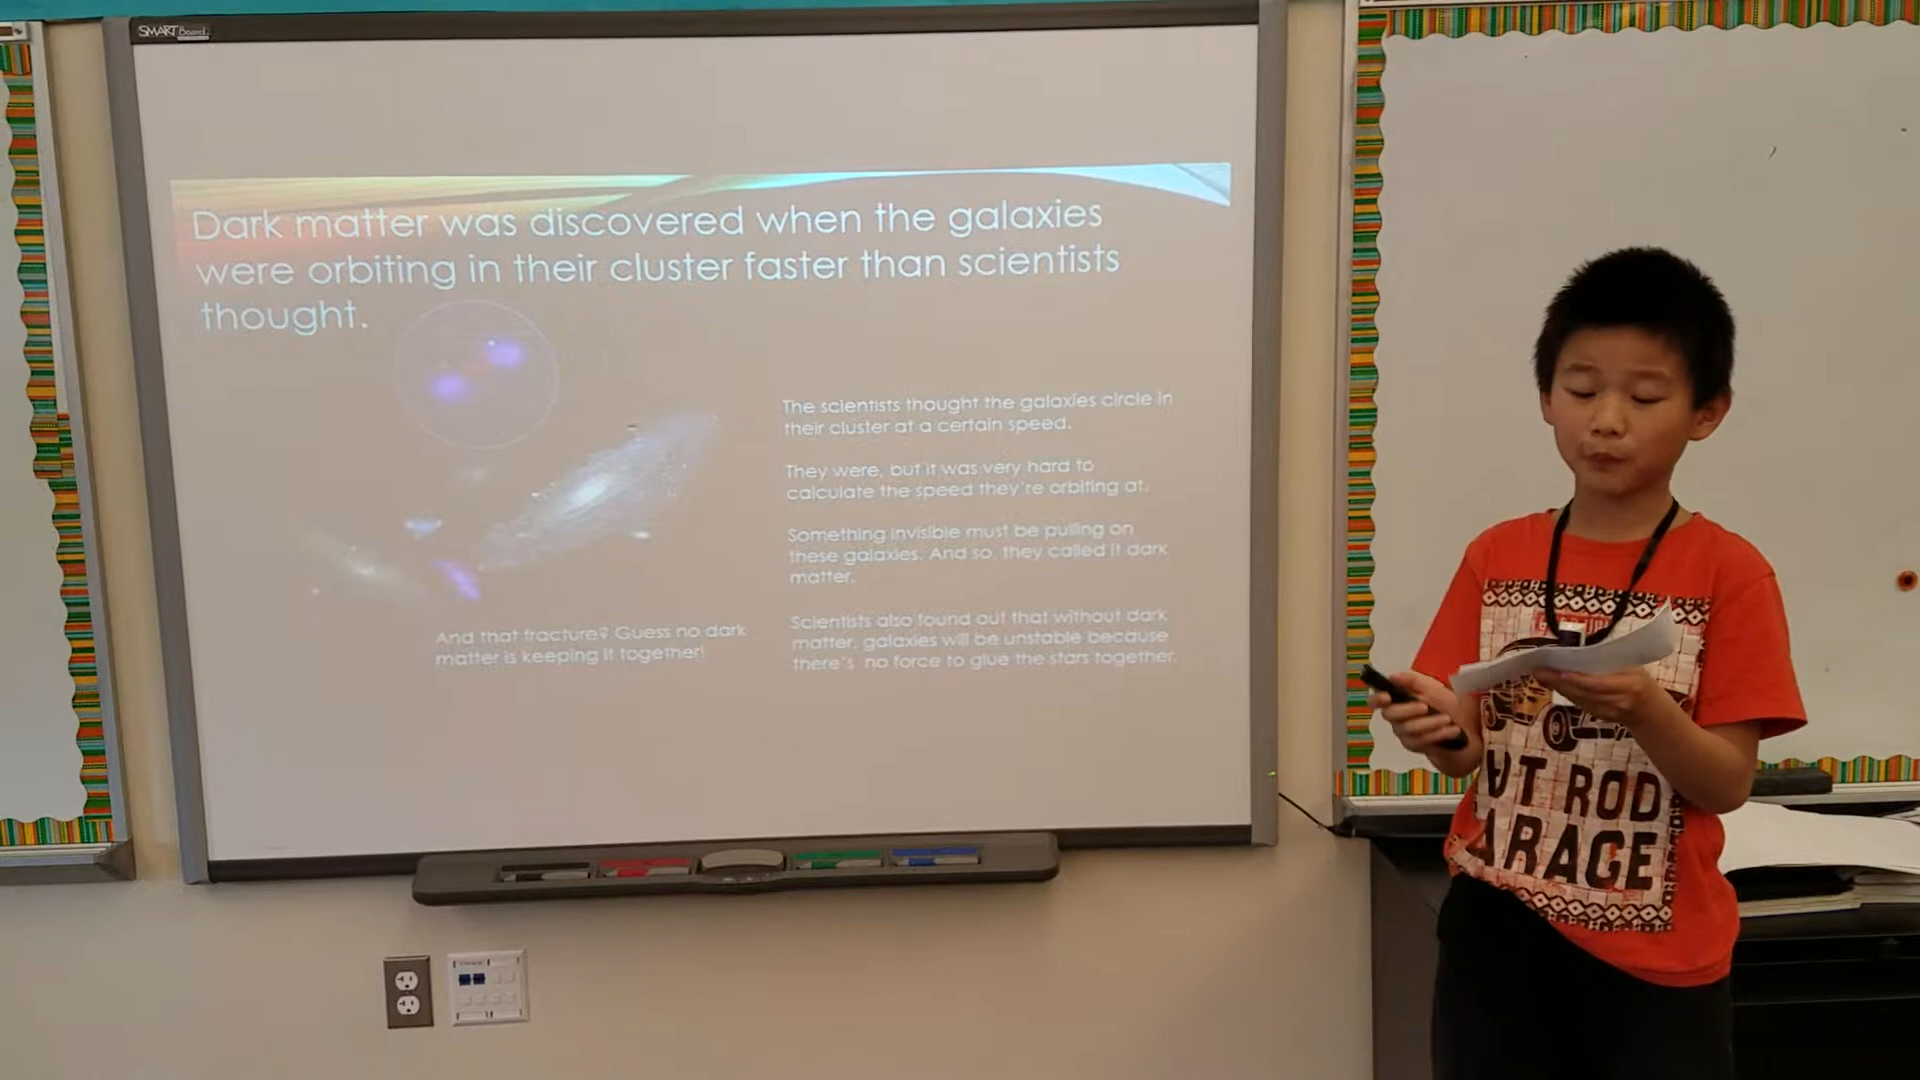 SMART Board
Dark matter was discovered when the galaxies
were orbiting in their cluster faster than scientists
thought.
The scientists thought the galaxies circle in
their cluster at a certain speed.
They were, but it was very hard to
calculate the speed they're orbiting at.
Something invisible must be pulling on
these galaxies. And so, they called it dark
matter.
Scientists also found out that without dark
matter, galaxies will be unstable because
there's no force to glue the stars together.
And that fracture? Guess no dark
matter is keeping it together!
ROD
ARAGE